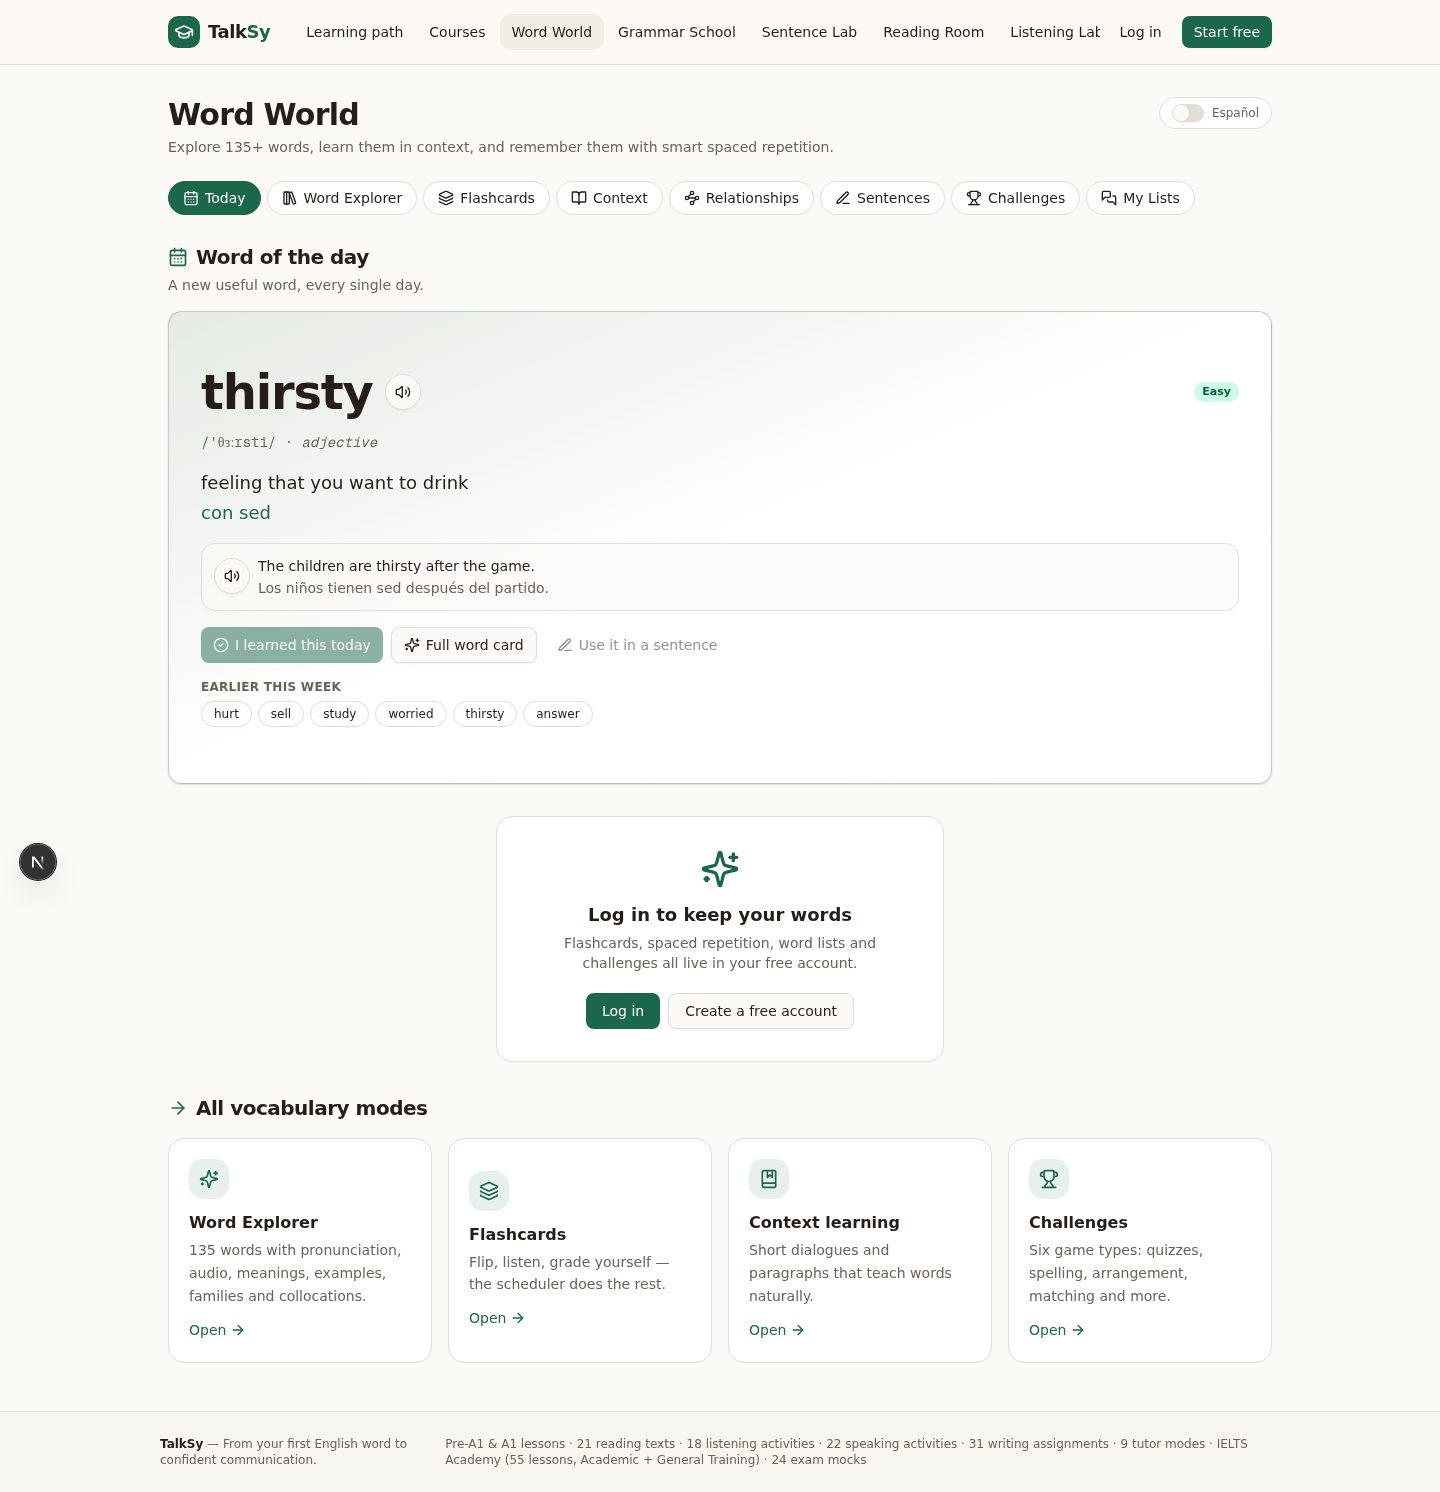 TalkSy
Learning path
Courses
Word World
Grammar School
Sentence Lab
Reading Room
Listening Lab
Log in
Start free
Word World
Español
Explore 135+ words, learn them in context, and remember them with smart spaced repetition.
Today
Word Explorer
Flashcards
Context
Relationships
Sentences
Challenges
My Lists
Word of the day
A new useful word, every single day.
thirsty
Easy
/ˈθɜːrsti/ · adjective
feeling that you want to drink
con sed
The children are thirsty after the game.
Los niños tienen sed después del partido.
I learned this today
Full word card
Use it in a sentence
EARLIER THIS WEEK
hurt
sell
study
worried
thirsty
answer
N
Log in to keep your words
Flashcards, spaced repetition, word lists and
challenges all live in your free account.
Log in
Create a free account
All vocabulary modes
Word Explorer
135 words with pronunciation,
audio, meanings, examples,
families and collocations.
Open
Flashcards
Flip, listen, grade yourself —
the scheduler does the rest.
Open
Context learning
Short dialogues and
paragraphs that teach words
naturally.
Open
Challenges
Six game types: quizzes,
spelling, arrangement,
matching and more.
Open
TalkSy — From your first English word to
confident communication.
Pre-A1 & A1 lessons · 21 reading texts · 18 listening activities · 22 speaking activities · 31 writing assignments · 9 tutor modes · IELTS
Academy (55 lessons, Academic + General Training) · 24 exam mocks